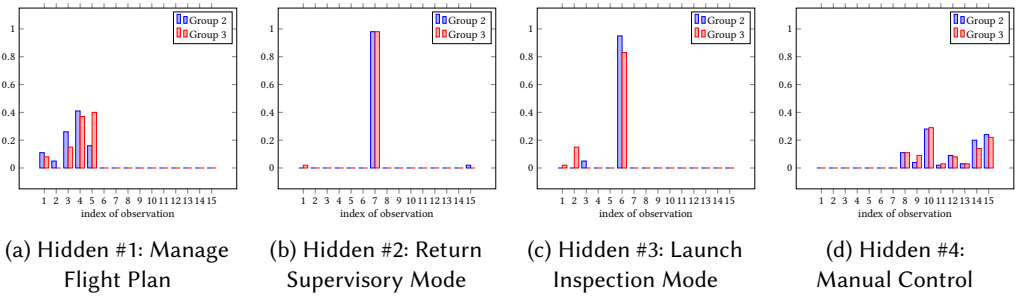 Group 2
Group 3
1
0.8
0.6
0.4
0.2
0
1 2 3 4 5 6 7 8 9 10 11 12 13 14 15
index of observation
(a) Hidden #1: Manage
Flight Plan
Group 2
Group 3
1
0.8
0.6
0.4
0.2
0
1 2 3 4 5 6 7 8 9 10 11 12 13 14 15
index of observation
(b) Hidden #2: Return
Supervisory Mode
Group 2
Group 3
1
0.8
0.6
0.4
0.2
0
1 2 3 4 5 6 7 8 9 10 11 12 13 14 15
index of observation
(c) Hidden #3: Launch
Inspection Mode
Group 2
Group 3
1
0.8
0.6
0.4
0.2
0
1 2 3 4 5 6 7 8 9 10 11 12 13 14 15
index of observation
(d) Hidden #4:
Manual Control